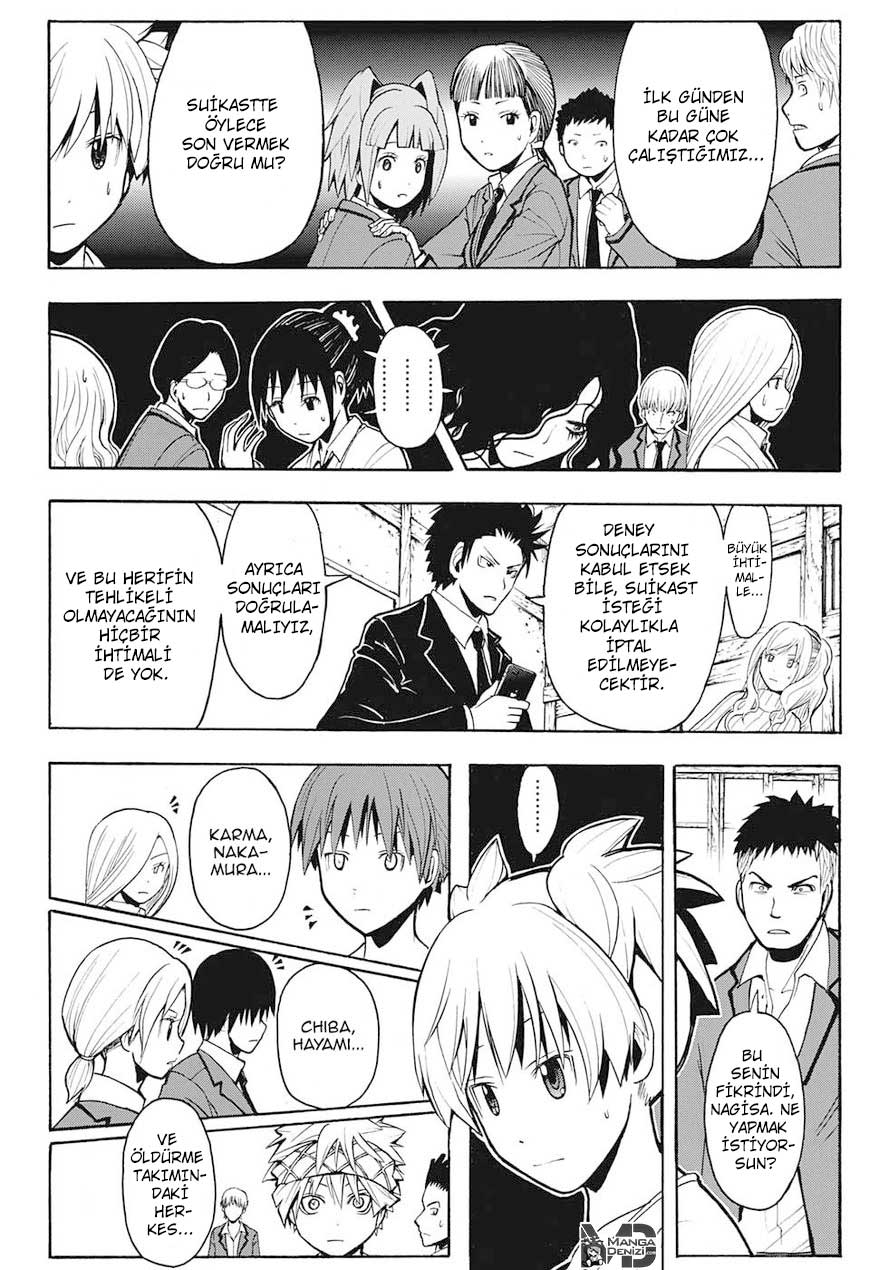 İLK GÜNDEN
BU GÜNE
KADAR ÇOK
ÇALIŞTIĞIMIZ...
SUİKASTTE
ÖYLECE
SON VERMEK
DOĞRU MU?
BÜYÜK
İHTİ-
MAL-
LE...
DENEY
SONUÇLARINI
KABUL ETSEK
BİLE, SUİKAST
İSTEĞİ
KOLAYLIKLA
İPTAL
EDİLMEYE-
CEKTİR.
AYRICA
SONUÇLARI
DOĞRULA-
MALIYIZ,
VE BU HERİFİN
TEHLİKELİ
OLMAYACAĞININ
HİÇBİR
İHTİMALİ
DE YOK.
BU
SENİN
FİKRİNDİ,
NAGİSA. NE
YAPMAK
İSTİYOR-
SUN?
KARMA,
NAKA-
MURA...
CHIBA,
HAYAMI...
VE
ÖLDÜRME
TAKIMIN-
DAKİ
HER-
KES...
MANGA
DENİZİ